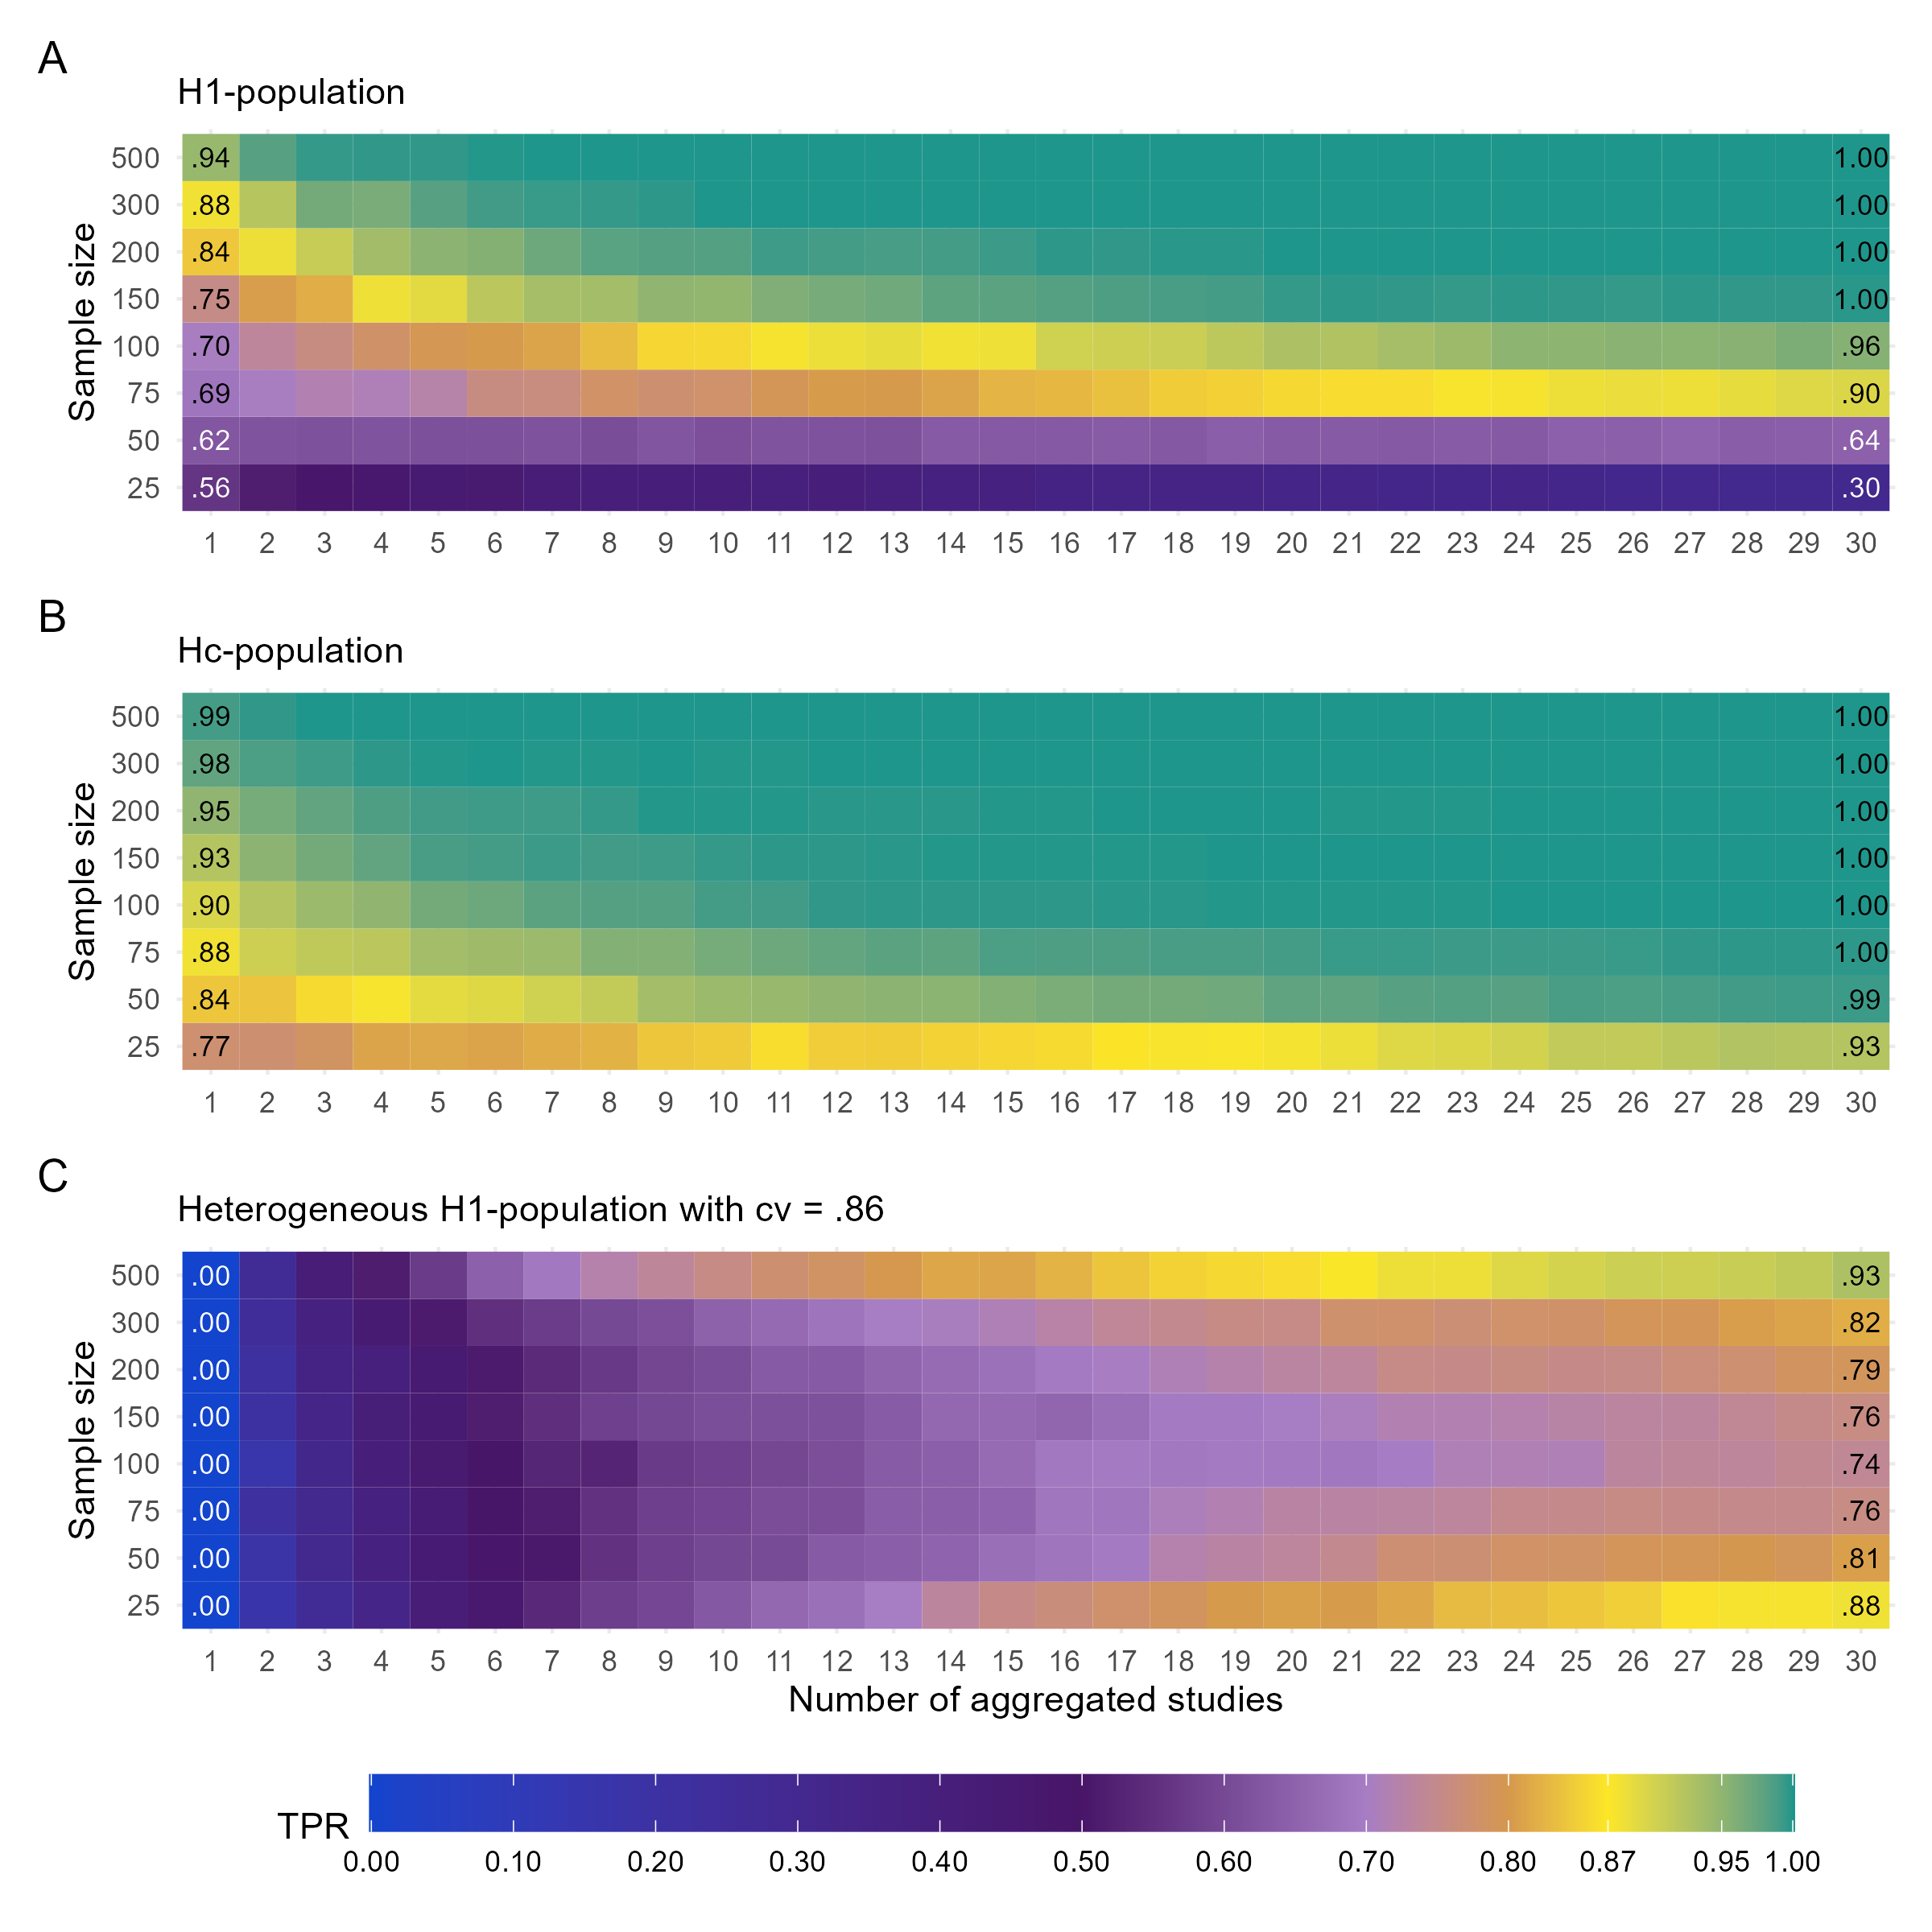 A
H1-population
Sample size
500 .94 1.00
300 .88 1.00
200 .84 1.00
150 .75 1.00
100 .70 .96
75 .69 .90
50 .62 .64
25 .56 .30
1 2 3 4 5 6 7 8 9 10 11 12 13 14 15 16 17 18 19 20 21 22 23 24 25 26 27 28 29 30
B
Hc-population
Sample size
500 .99 1.00
300 .98 1.00
200 .95 1.00
150 .93 1.00
100 .90 1.00
75 .88 1.00
50 .84 .99
25 .77 .93
1 2 3 4 5 6 7 8 9 10 11 12 13 14 15 16 17 18 19 20 21 22 23 24 25 26 27 28 29 30
C
Heterogeneous H1-population with cv = .86
Sample size
500 .00 .93
300 .00 .82
200 .00 .79
150 .00 .76
100 .00 .74
75 .00 .76
50 .00 .81
25 .00 .88
1 2 3 4 5 6 7 8 9 10 11 12 13 14 15 16 17 18 19 20 21 22 23 24 25 26 27 28 29 30
Number of aggregated studies
TPR
0.00 0.10 0.20 0.30 0.40 0.50 0.60 0.70 0.80 0.87 0.95 1.00